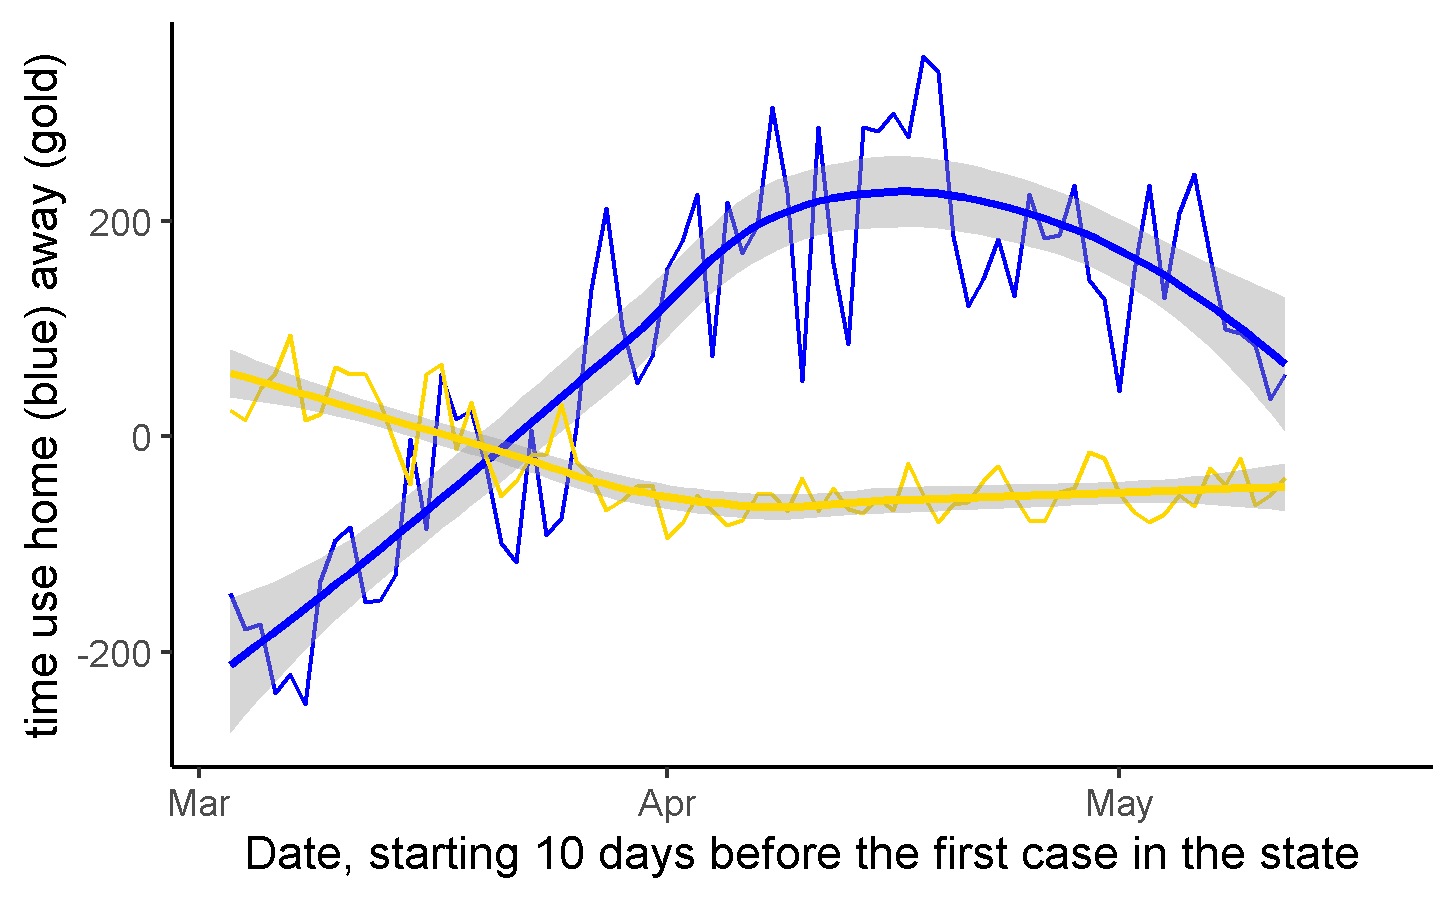 time use home (blue) away (gold)
200
0
-200
Mar
Apr
May
Date, starting 10 days before the first case in the state